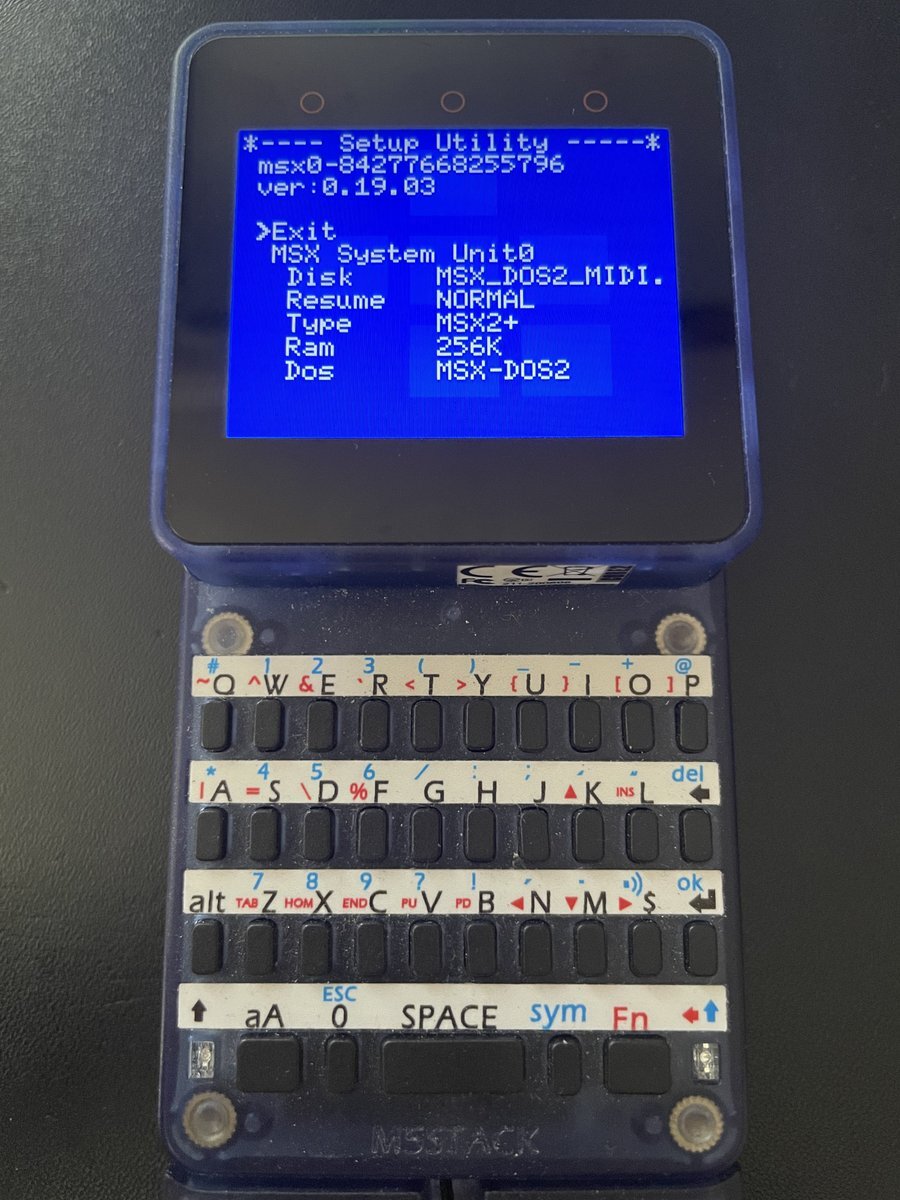 *---- Setup Utility -----*
msx0-84277668255796
ver:0.19.03
>Exit
MSX System Unit0
Disk MSX_DOS2_MIDI.
Resume NORMAL
Type MSX2+
Ram 256K
Dos MSX-DOS2
CE
FC
# 1 2 3 ( ) _ - + @
~Q ^W &E `R <T >Y {U }I [O ]P
* 4 5 6 / : ; ' " del
|A =S \D %F G H J ▲K INS L ←
7 8 9 ? ! , . ok
alt TAB Z HOM X END C PU V PD B ◄N ▼M ►$ ↵
ESC
↑ aA 0 SPACE sym Fn ← ↑
M5STACK